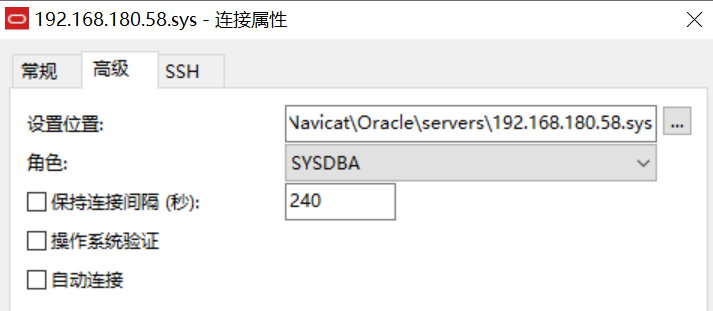 192.168.180.58.sys - 连接属性
常规 高级 SSH
设置位置: Navicat\Oracle\servers\192.168.180.58.sys ...
角色: SYSDBA
保持连接间隔 (秒): 240
操作系统验证
自动连接